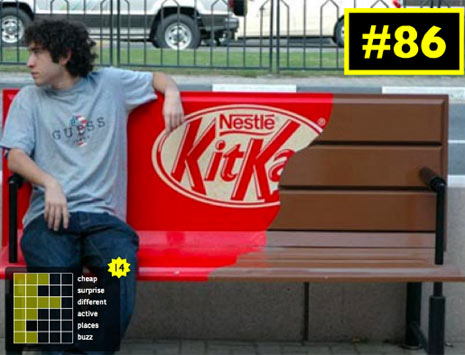 #86
GUESS
Nestlé
KitKa
®
14
cheap
surprise
different
active
places
buzz